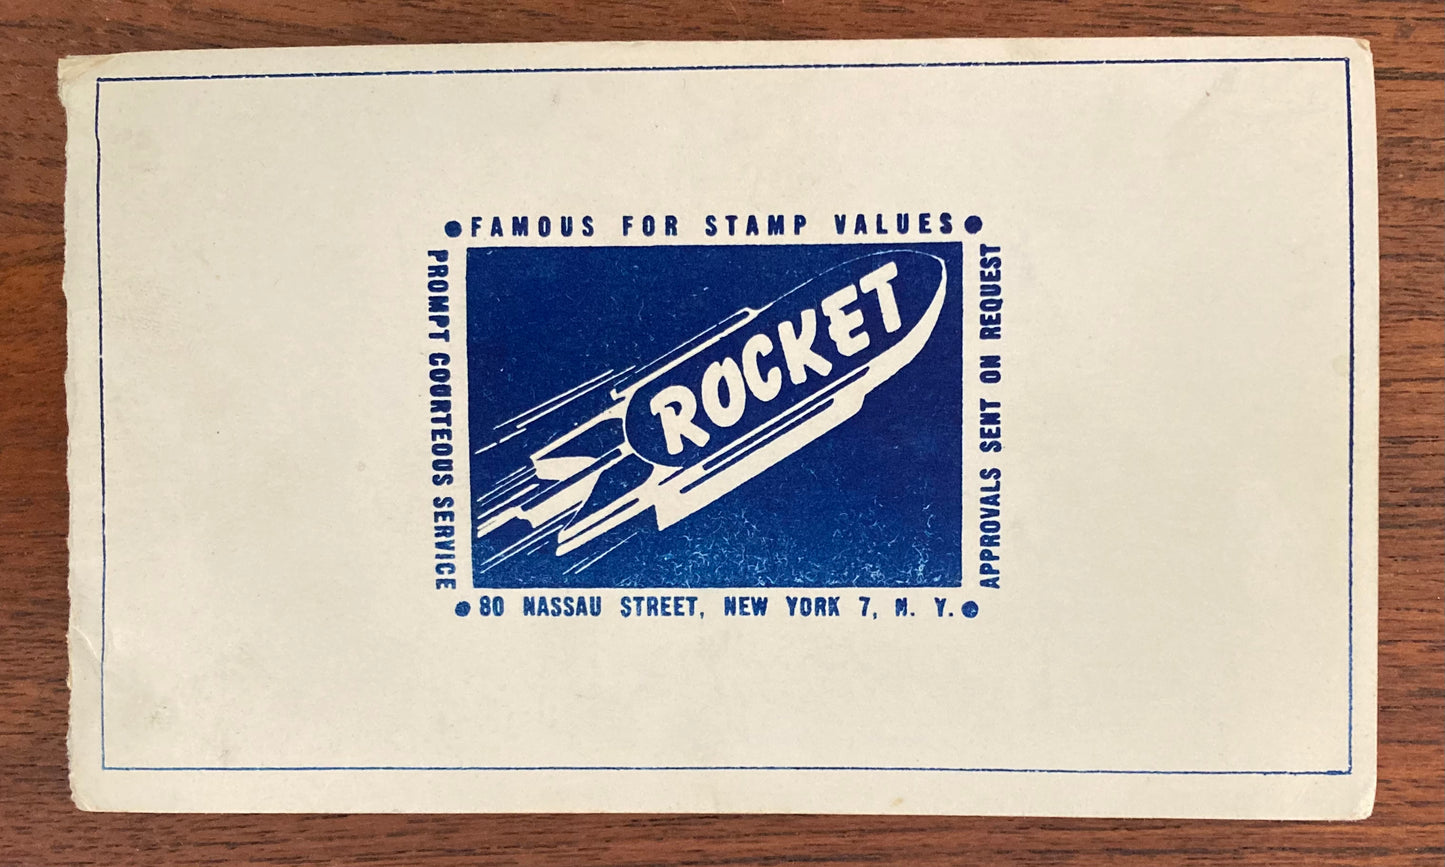 ●FAMOUS FOR STAMP VALUES●
PROMPT COURTEOUS SERVICE
ROCKET
APPROVALS SENT ON REQUEST
●80 NASSAU STREET, NEW YORK 7, N. Y.●